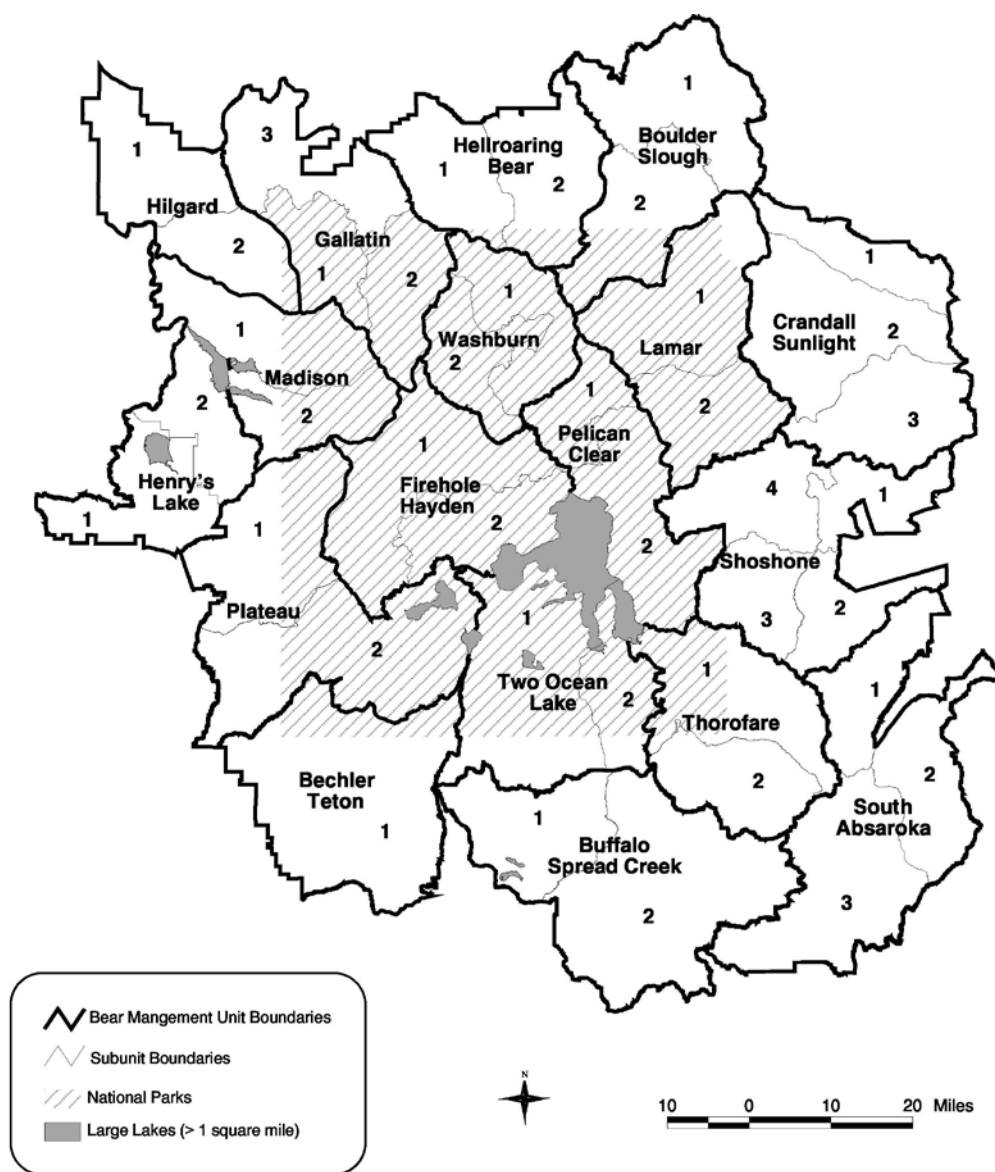 1
3
1
Hellroaring
Bear
1
2
Boulder
Slough
2
Hilgard
2
Gallatin
1
2
1
Washburn
2
1
Lamar
2
1
Crandall
Sunlight
2
3
1
Madison
2
2
Henry's
Lake
1
1
Pelican
Clear
2
1
Firehole
Hayden
2
4
1
Shoshone
3
2
1
Plateau
2
1
Two Ocean
Lake
2
1
Thorofare
2
1
2
South
Absaroka
3
Bechler
Teton
1
1
Buffalo
Spread Creek
2
Bear Mangement Unit Boundaries
Subunit Boundaries
National Parks
Large Lakes (> 1 square mile)
N
10 0 10 20 Miles